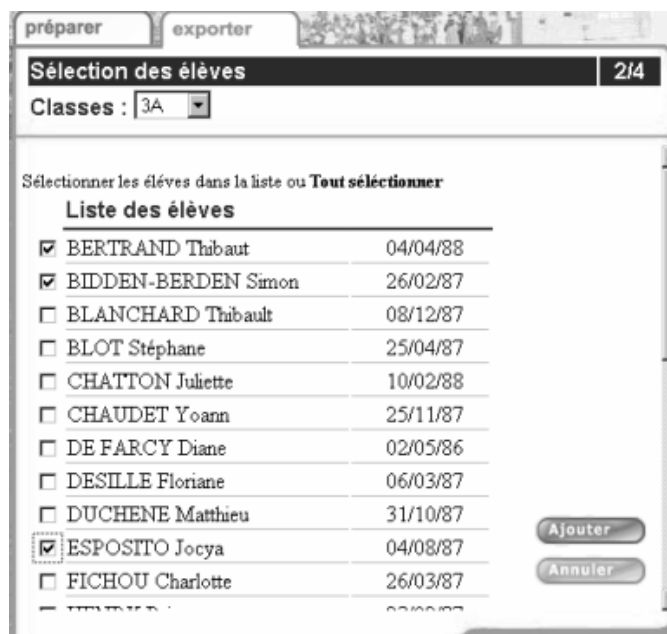 préparer exporter
Sélection des élèves 2/4
Classes : 3A
Sélectionner les éléves dans la liste ou Tout séléctionner
Liste des élèves
BERTRAND Thibaut 04/04/88
BIDDEN-BERDEN Simon 26/02/87
BLANCHARD Thibault 08/12/87
BLOT Stéphane 25/04/87
CHATTON Juliette 10/02/88
CHAUDET Yoann 25/11/87
DE FARCY Diane 02/05/86
DESILLE Floriane 06/03/87
DUCHENE Matthieu 31/10/87
Ajouter
ESPOSITO Jocya 04/08/87
Annuler
FICHOU Charlotte 26/03/87